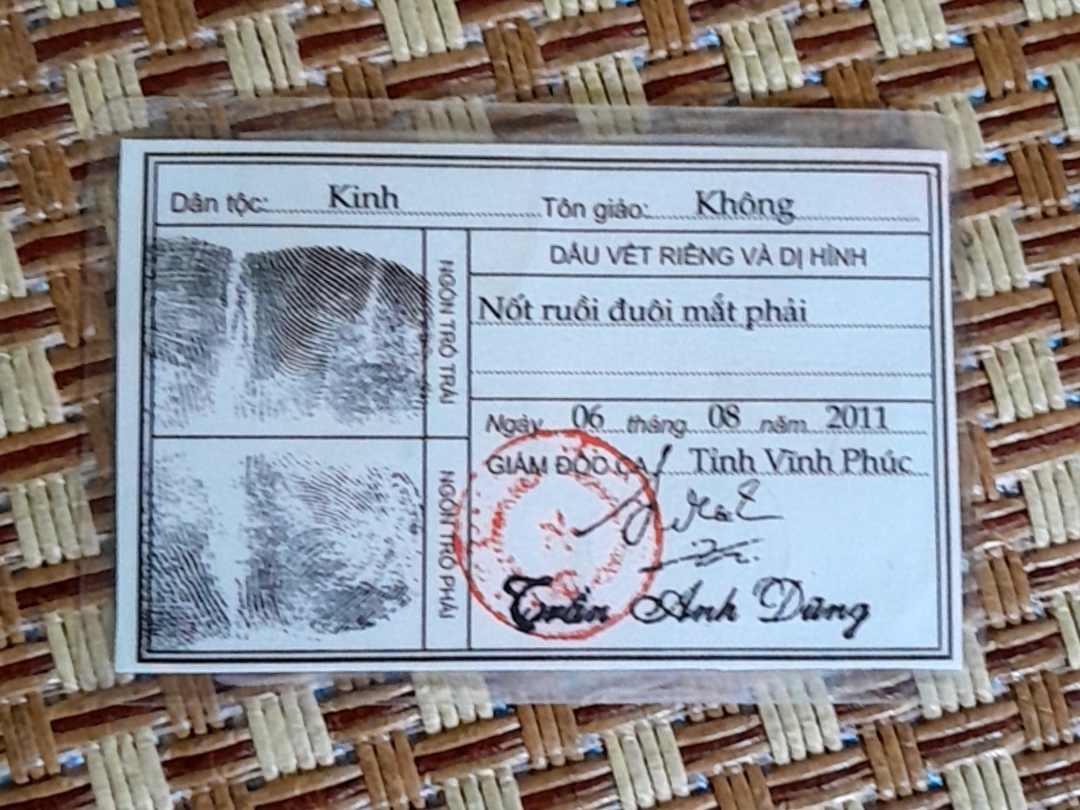 Dân tộc: Kinh Tôn giáo: Không
NGÓN TRỎ TRÁI
DẤU VẾT RIÊNG VÀ DỊ HÌNH
Nốt ruồi đuôi mắt phải
NGÓN TRỎ PHẢI
Ngày 06 tháng 08 năm 2011
GIÁM ĐỐC CA Tỉnh Vĩnh Phúc
Trần Anh Dũng